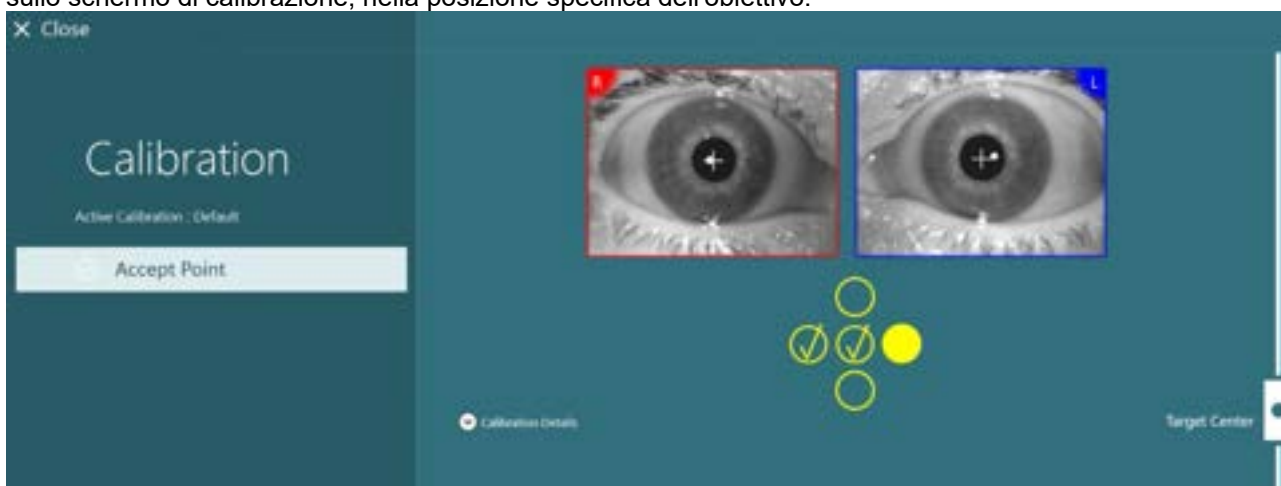 sullo schermo di calibrazione, nella posizione specifica dell'obiettivo.
X Close
R
L
Calibration
Active Calibration : Default
Accept Point
Calibration Details
Target Center